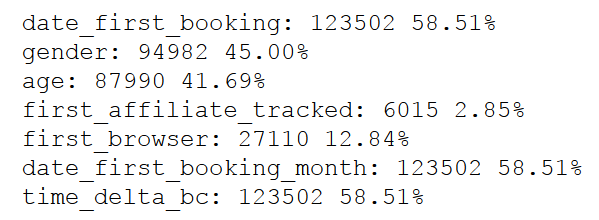 date_first_booking: 123502 58.51%
gender: 94982 45.00%
age: 87990 41.69%
first_affiliate_tracked: 6015 2.85%
first_browser: 27110 12.84%
date_first_booking_month: 123502 58.51%
time_delta_bc: 123502 58.51%